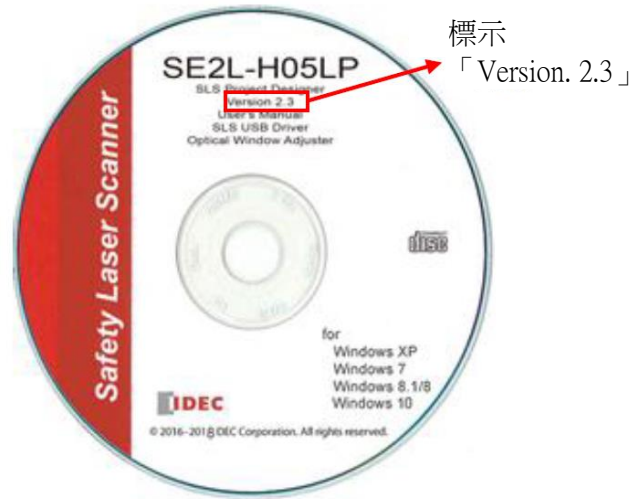 標示
「Version. 2.3」
SE2L-H05LP
SLS Project Designer
Version 2.3
User's Manual
SLS USB Driver
Optical Window Adjuster
Safety Laser Scanner
disc
for
Windows XP
Windows 7
Windows 8.1/8
Windows 10
IDEC
© 2016-2018 DEC Corporation. All rights reserved.